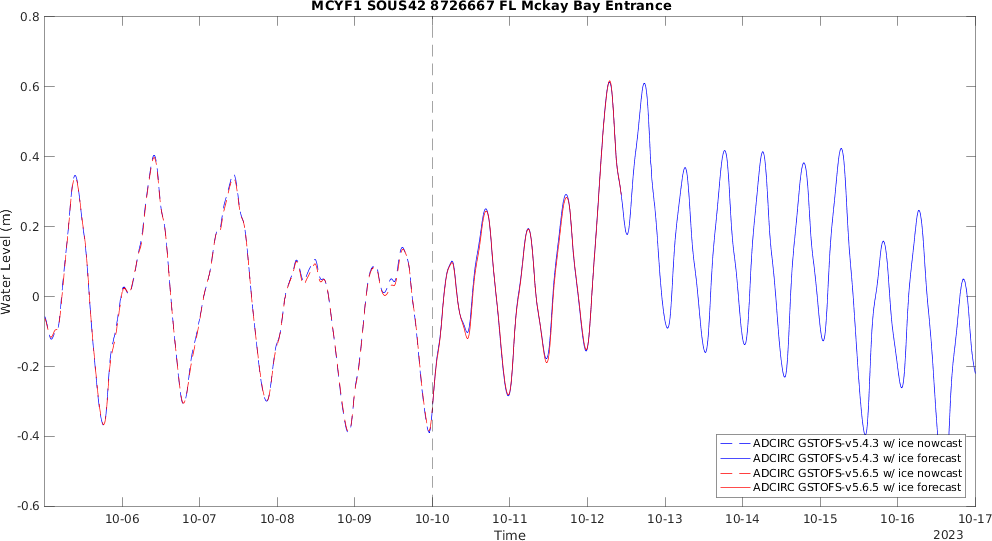 MCYF1 SOUS42 8726667 FL Mckay Bay Entrance
0.8
0.6
0.4
0.2
0
-0.2
-0.4
-0.6
Water Level (m)
ADCIRC GSTOFS-v5.4.3 w/ ice nowcast
ADCIRC GSTOFS-v5.4.3 w/ ice forecast
ADCIRC GSTOFS-v5.6.5 w/ ice nowcast
ADCIRC GSTOFS-v5.6.5 w/ ice forecast
10-06 10-07 10-08 10-09 10-10 10-11 10-12 10-13 10-14 10-15 10-16 10-17
Time
2023